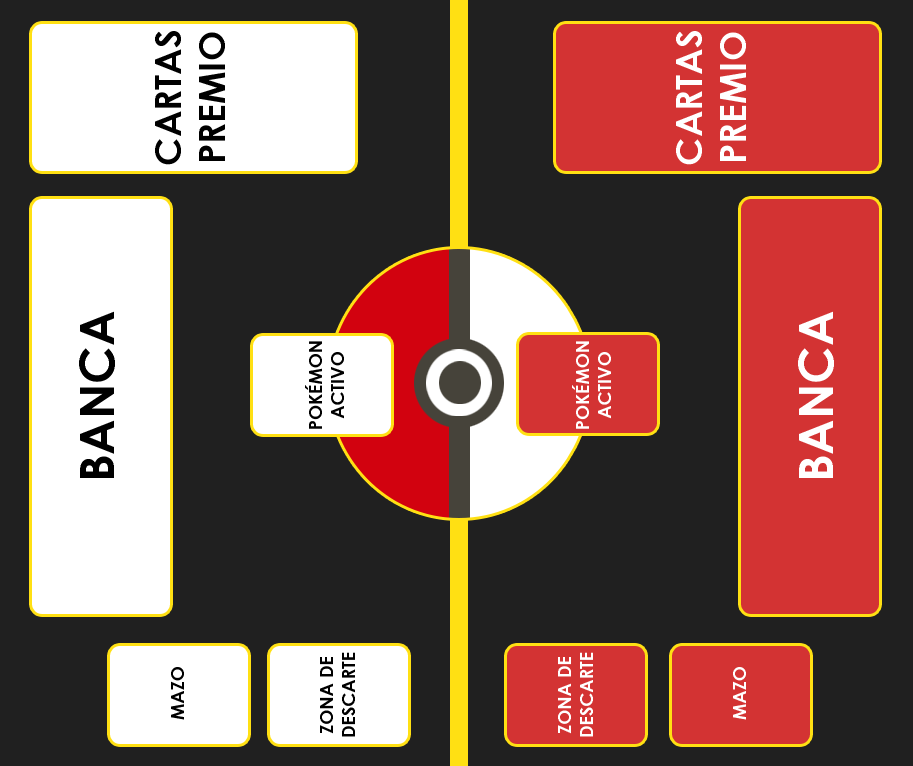 CARTAS
PREMIO
CARTAS
PREMIO
BANCA
POKÉMON
ACTIVO
POKÉMON
ACTIVO
BANCA
MAZO
ZONA DE
DESCARTE
ZONA DE
DESCARTE
MAZO